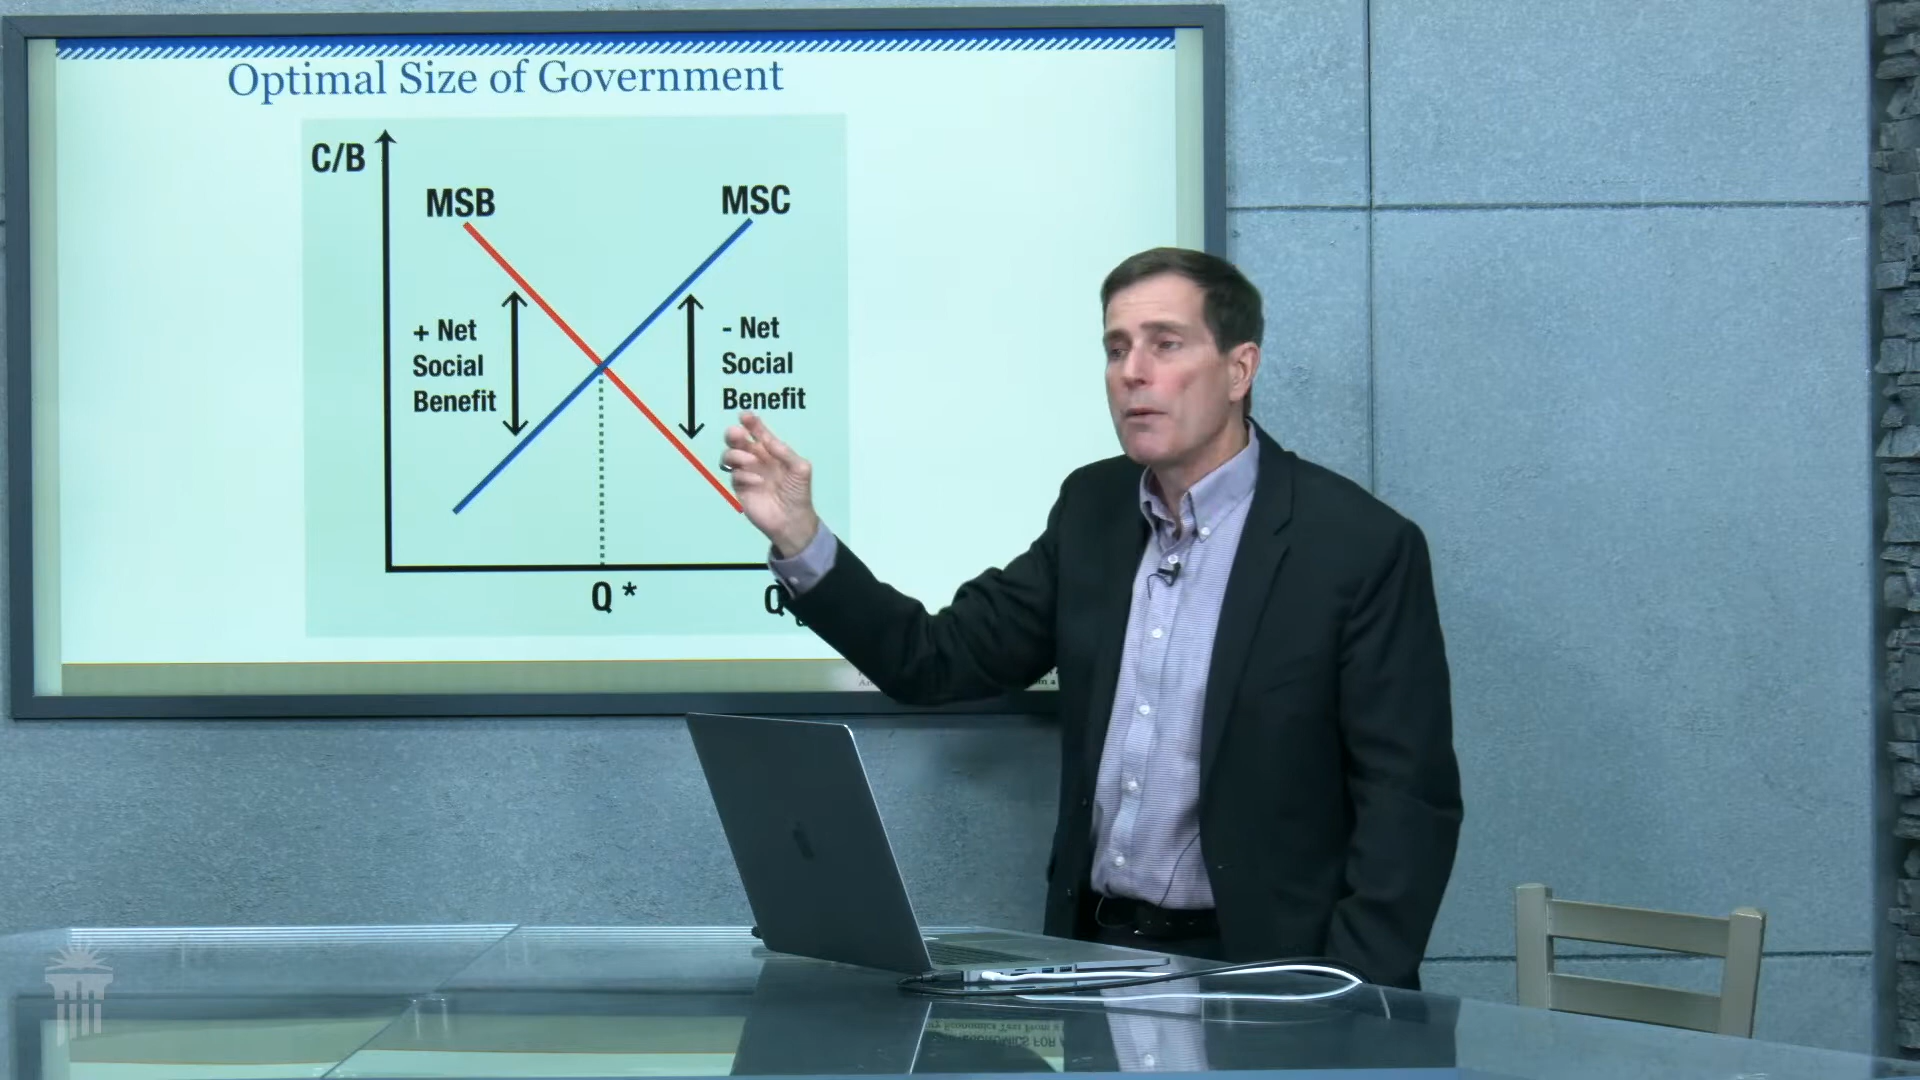 Optimal Size of Government
C/B
MSB
MSC
+ Net
Social
Benefit
- Net
Social
Benefit
Q *
Q